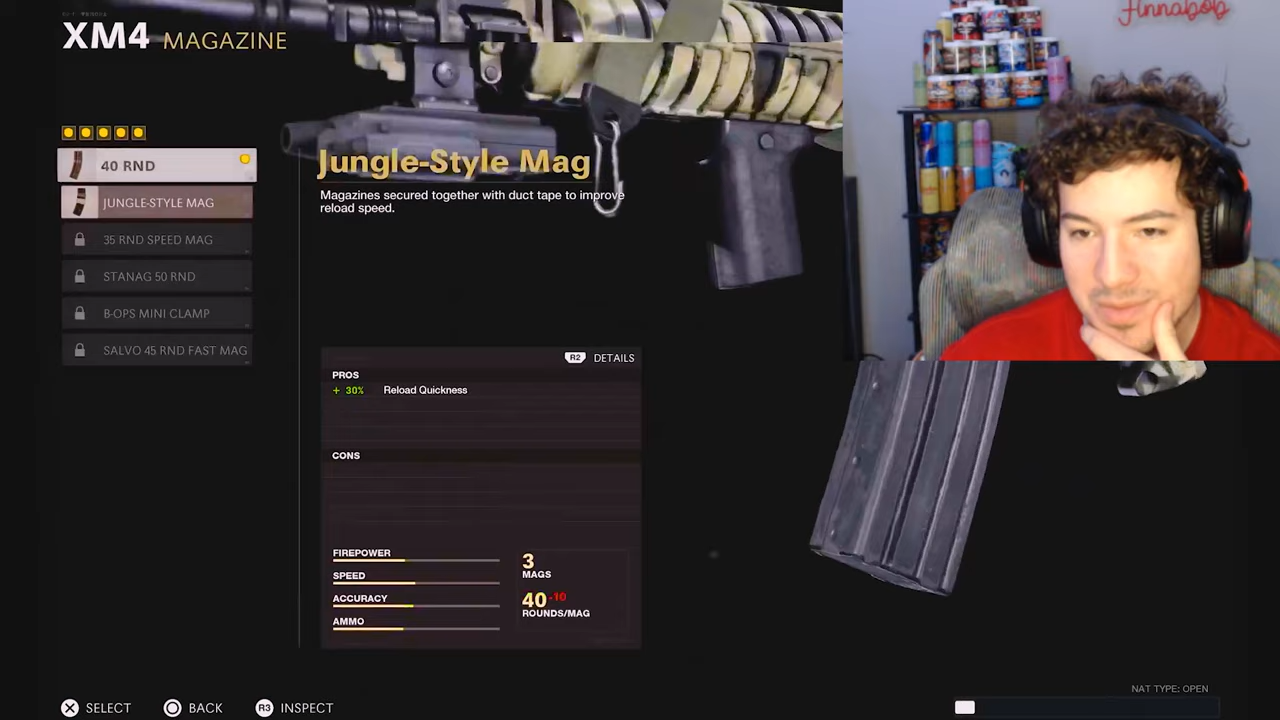 XM4 MAGAZINE
Annabob
40 RND
JUNGLE-STYLE MAG
35 RND SPEED MAG
STANAG 50 RND
B-OPS MINI CLAMP
SALVO 45 RND FAST MAG
Jungle-Style Mag
Magazines secured together with duct tape to improve
reload speed.
R2 DETAILS
PROS
+ 30% Reload Quickness
CONS
FIREPOWER
SPEED
ACCURACY
AMMO
3
MAGS
40 -10
ROUNDS/MAG
NAT TYPE: OPEN
SELECT BACK R3 INSPECT